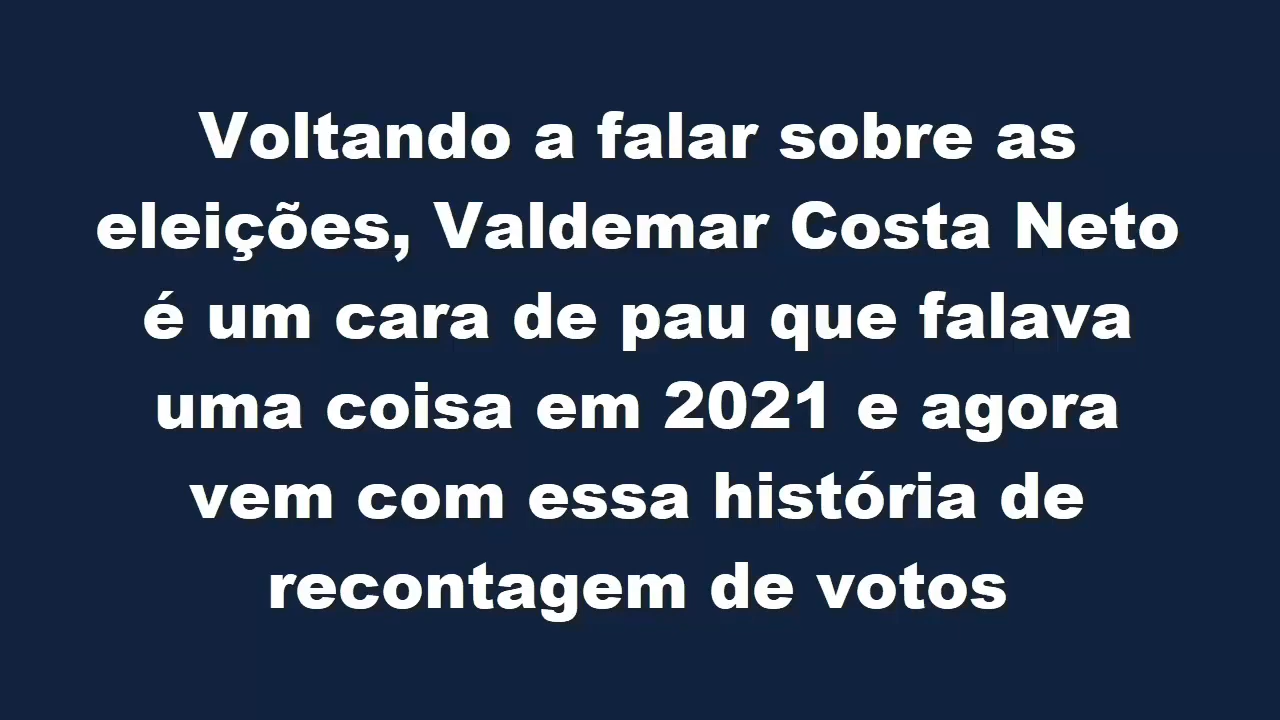 Voltando a falar sobre as
eleições, Valdemar Costa Neto
é um cara de pau que falava
uma coisa em 2021 e agora
vem com essa história de
recontagem de votos